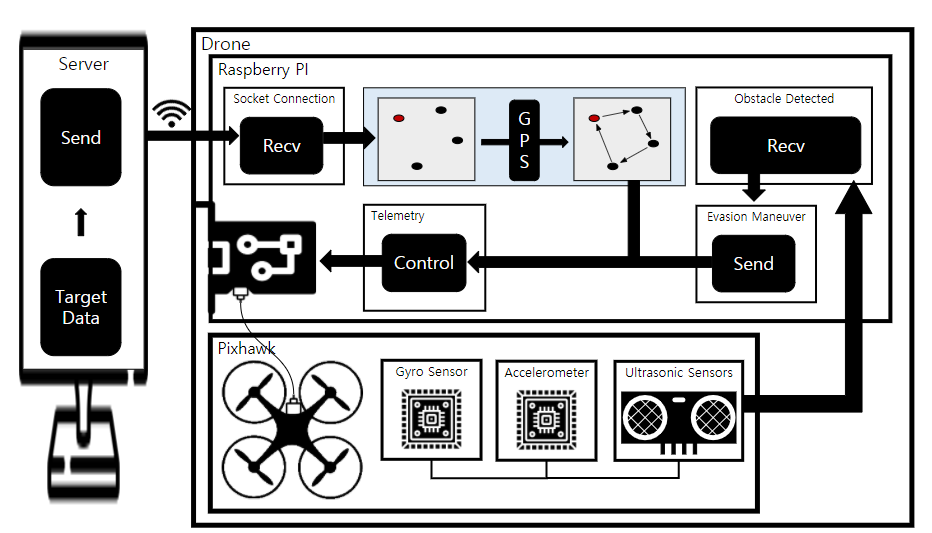 Server
Send
Target
Data
Drone
Raspberry PI
Socket Connection
Recv
G
P
S
Obstacle Detected
Recv
Telemetry
Control
Evasion Maneuver
Send
Pixhawk
Gyro Sensor
Accelerometer
Ultrasonic Sensors